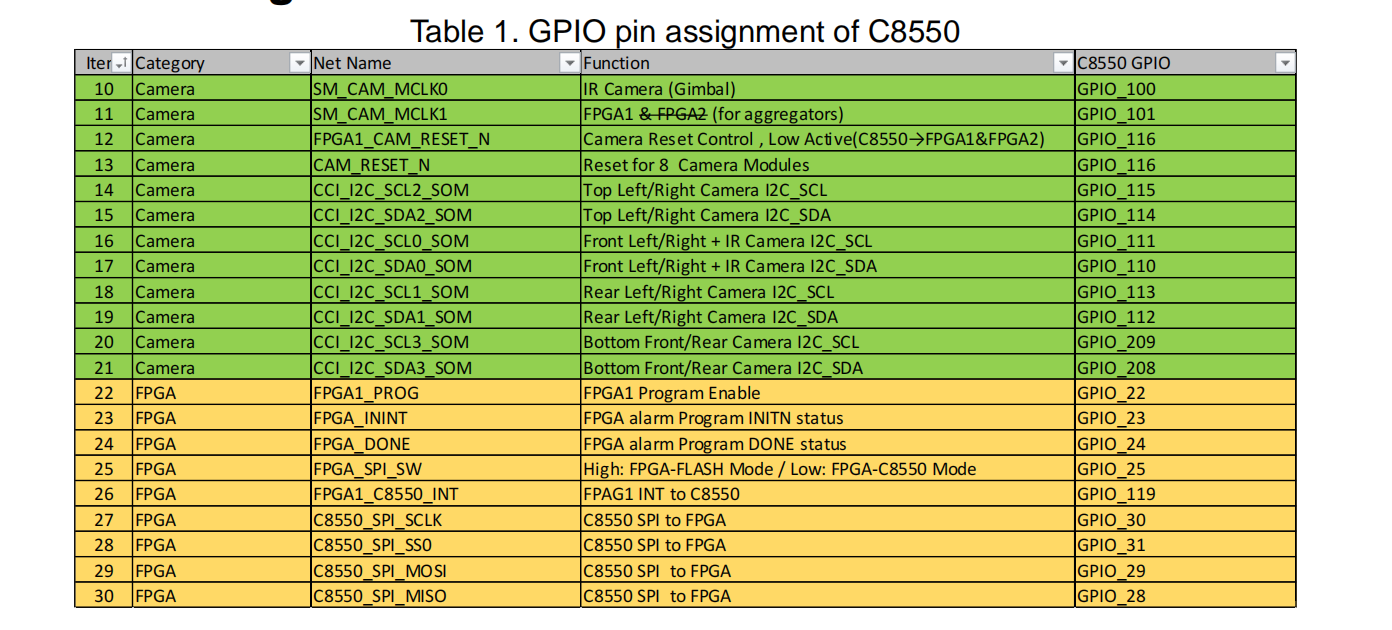 Table 1. GPIO pin assignment of C8550
Iter Category Net Name Function C8550 GPIO
10 Camera SM_CAM_MCLK0 IR Camera (Gimbal) GPIO_100
11 Camera SM_CAM_MCLK1 FPGA1 & FPGA2 (for aggregators) GPIO_101
12 Camera FPGA1_CAM_RESET_N Camera Reset Control , Low Active(C8550→FPGA1&FPGA2) GPIO_116
13 Camera CAM_RESET_N Reset for 8 Camera Modules GPIO_116
14 Camera CCI_I2C_SCL2_SOM Top Left/Right Camera I2C_SCL GPIO_115
15 Camera CCI_I2C_SDA2_SOM Top Left/Right Camera I2C_SDA GPIO_114
16 Camera CCI_I2C_SCL0_SOM Front Left/Right + IR Camera I2C_SCL GPIO_111
17 Camera CCI_I2C_SDA0_SOM Front Left/Right + IR Camera I2C_SDA GPIO_110
18 Camera CCI_I2C_SCL1_SOM Rear Left/Right Camera I2C_SCL GPIO_113
19 Camera CCI_I2C_SDA1_SOM Rear Left/Right Camera I2C_SDA GPIO_112
20 Camera CCI_I2C_SCL3_SOM Bottom Front/Rear Camera I2C_SCL GPIO_209
21 Camera CCI_I2C_SDA3_SOM Bottom Front/Rear Camera I2C_SDA GPIO_208
22 FPGA FPGA1_PROG FPGA1 Program Enable GPIO_22
23 FPGA FPGA_ININT FPGA alarm Program INITN status GPIO_23
24 FPGA FPGA_DONE FPGA alarm Program DONE status GPIO_24
25 FPGA FPGA_SPI_SW High: FPGA-FLASH Mode / Low: FPGA-C8550 Mode GPIO_25
26 FPGA FPGA1_C8550_INT FPAG1 INT to C8550 GPIO_119
27 FPGA C8550_SPI_SCLK C8550 SPI to FPGA GPIO_30
28 FPGA C8550_SPI_SS0 C8550 SPI to FPGA GPIO_31
29 FPGA C8550_SPI_MOSI C8550 SPI to FPGA GPIO_29
30 FPGA C8550_SPI_MISO C8550 SPI to FPGA GPIO_28